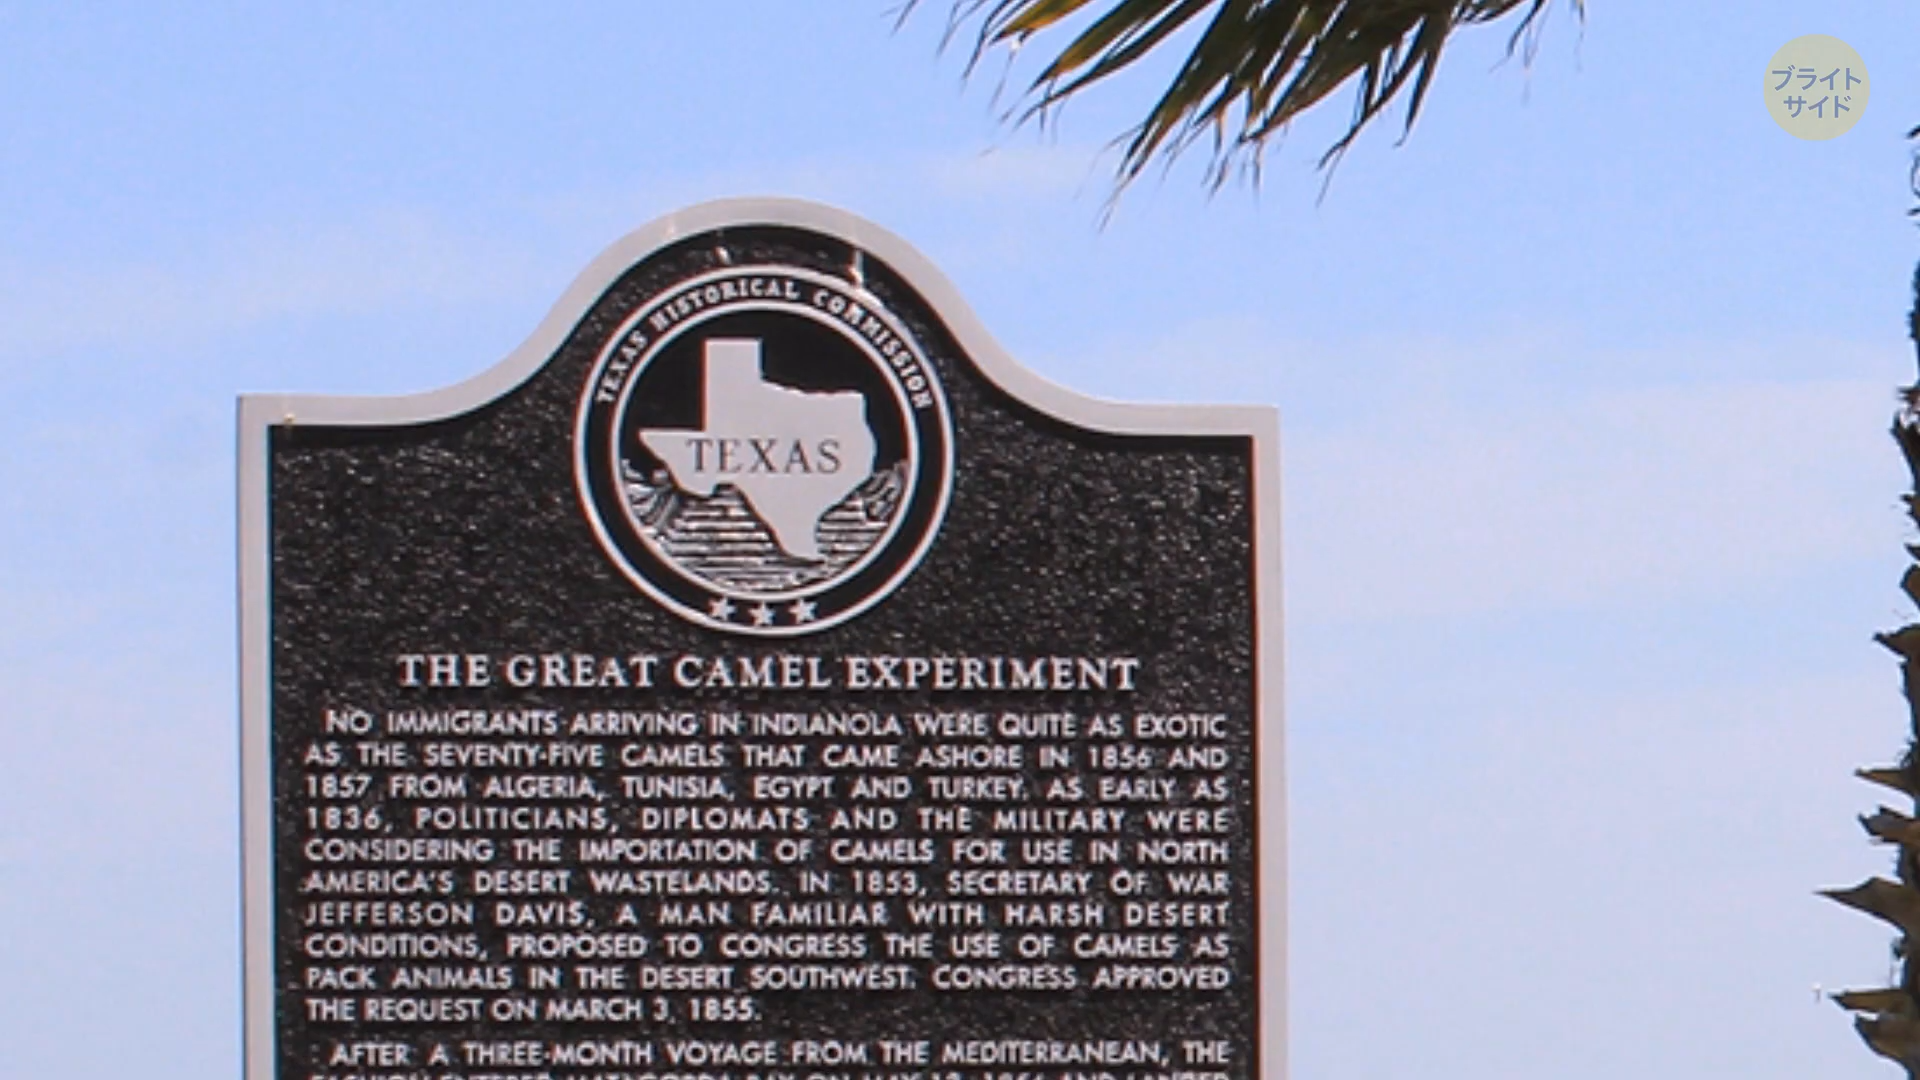 ブライト
サイド
TEXAS HISTORICAL COMMISSION
TEXAS
THE GREAT CAMEL EXPERIMENT
NO IMMIGRANTS ARRIVING IN INDIANOLA WERE QUITE AS EXOTIC
AS THE SEVENTY-FIVE CAMELS THAT CAME ASHORE IN 1856 AND
1857 FROM ALGERIA, TUNISIA, EGYPT AND TURKEY. AS EARLY AS
1836, POLITICIANS, DIPLOMATS AND THE MILITARY WERE
CONSIDERING THE IMPORTATION OF CAMELS FOR USE IN NORTH
AMERICA'S DESERT WASTELANDS. IN 1853, SECRETARY OF WAR
JEFFERSON DAVIS, A MAN FAMILIAR WITH HARSH DESERT
CONDITIONS, PROPOSED TO CONGRESS THE USE OF CAMELS AS
PACK ANIMALS IN THE DESERT SOUTHWEST. CONGRESS APPROVED
THE REQUEST ON MARCH 3, 1855.
AFTER A THREE-MONTH VOYAGE FROM THE MEDITERRANEAN, THE